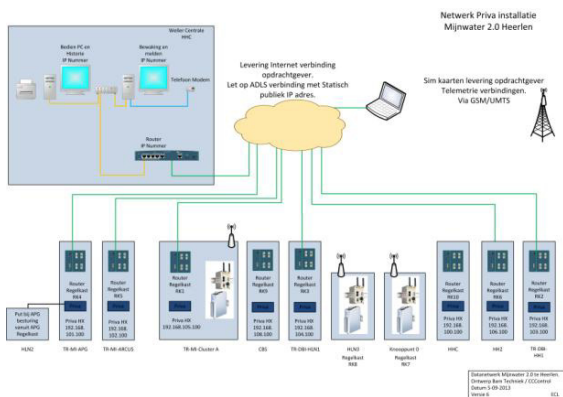 Netwerk Priva installatie
Mijnwater 2.0 Heerlen
Weller Centrale
HHC
Bedien PC en
Historie
IP Nummer
Bewaking en
melden
IP Nummer
Telefoon Modem
Router
IP Nummer
Levering Internet verbinding
opdrachtgever.
Let op ADLS verbinding met Statisch
publiek IP adres.
Sim kaarten levering opdrachtgever
Telemetrie verbindingen.
Via GSM/UMTS
Put bij APG
besturing
vanuit APG
Regelkast
HLN2
Router
Regelkast
RK4
Priva HX
192.168.
101.100
TR-MI-APG
Router
Regelkast
RK5
Priva HX
192.168.
102.100
TR-MI-ARCUS
Router
Regelkast
RK1
Priva HX
192.168.105.100
TR-MI-Cluster A
Router
Regelkast
RK9
Priva HX
192.168.
108.100
CBS
Router
Regelkast
RK3
Priva HX
192.168.
104.100
TR-OBI-HLN1
HLN3
Regelkast
RK8
Knooppunt D
Regelkast
RK7
Router
Regelkast
RK10
Priva HX
192.168.
100.100
HHC
Router
Regelkast
RK6
Priva HX
192.168.
106.100
HH2
Router
Regelkast
RK2
Priva HX
192.168.
103.100
TR-OBI-
HH1
Datanetwerk Mijnwater 2.0 te Heerlen.
Ontwerp Bam Techniek / CCControl
Datum 5-09-2013
Versie 6